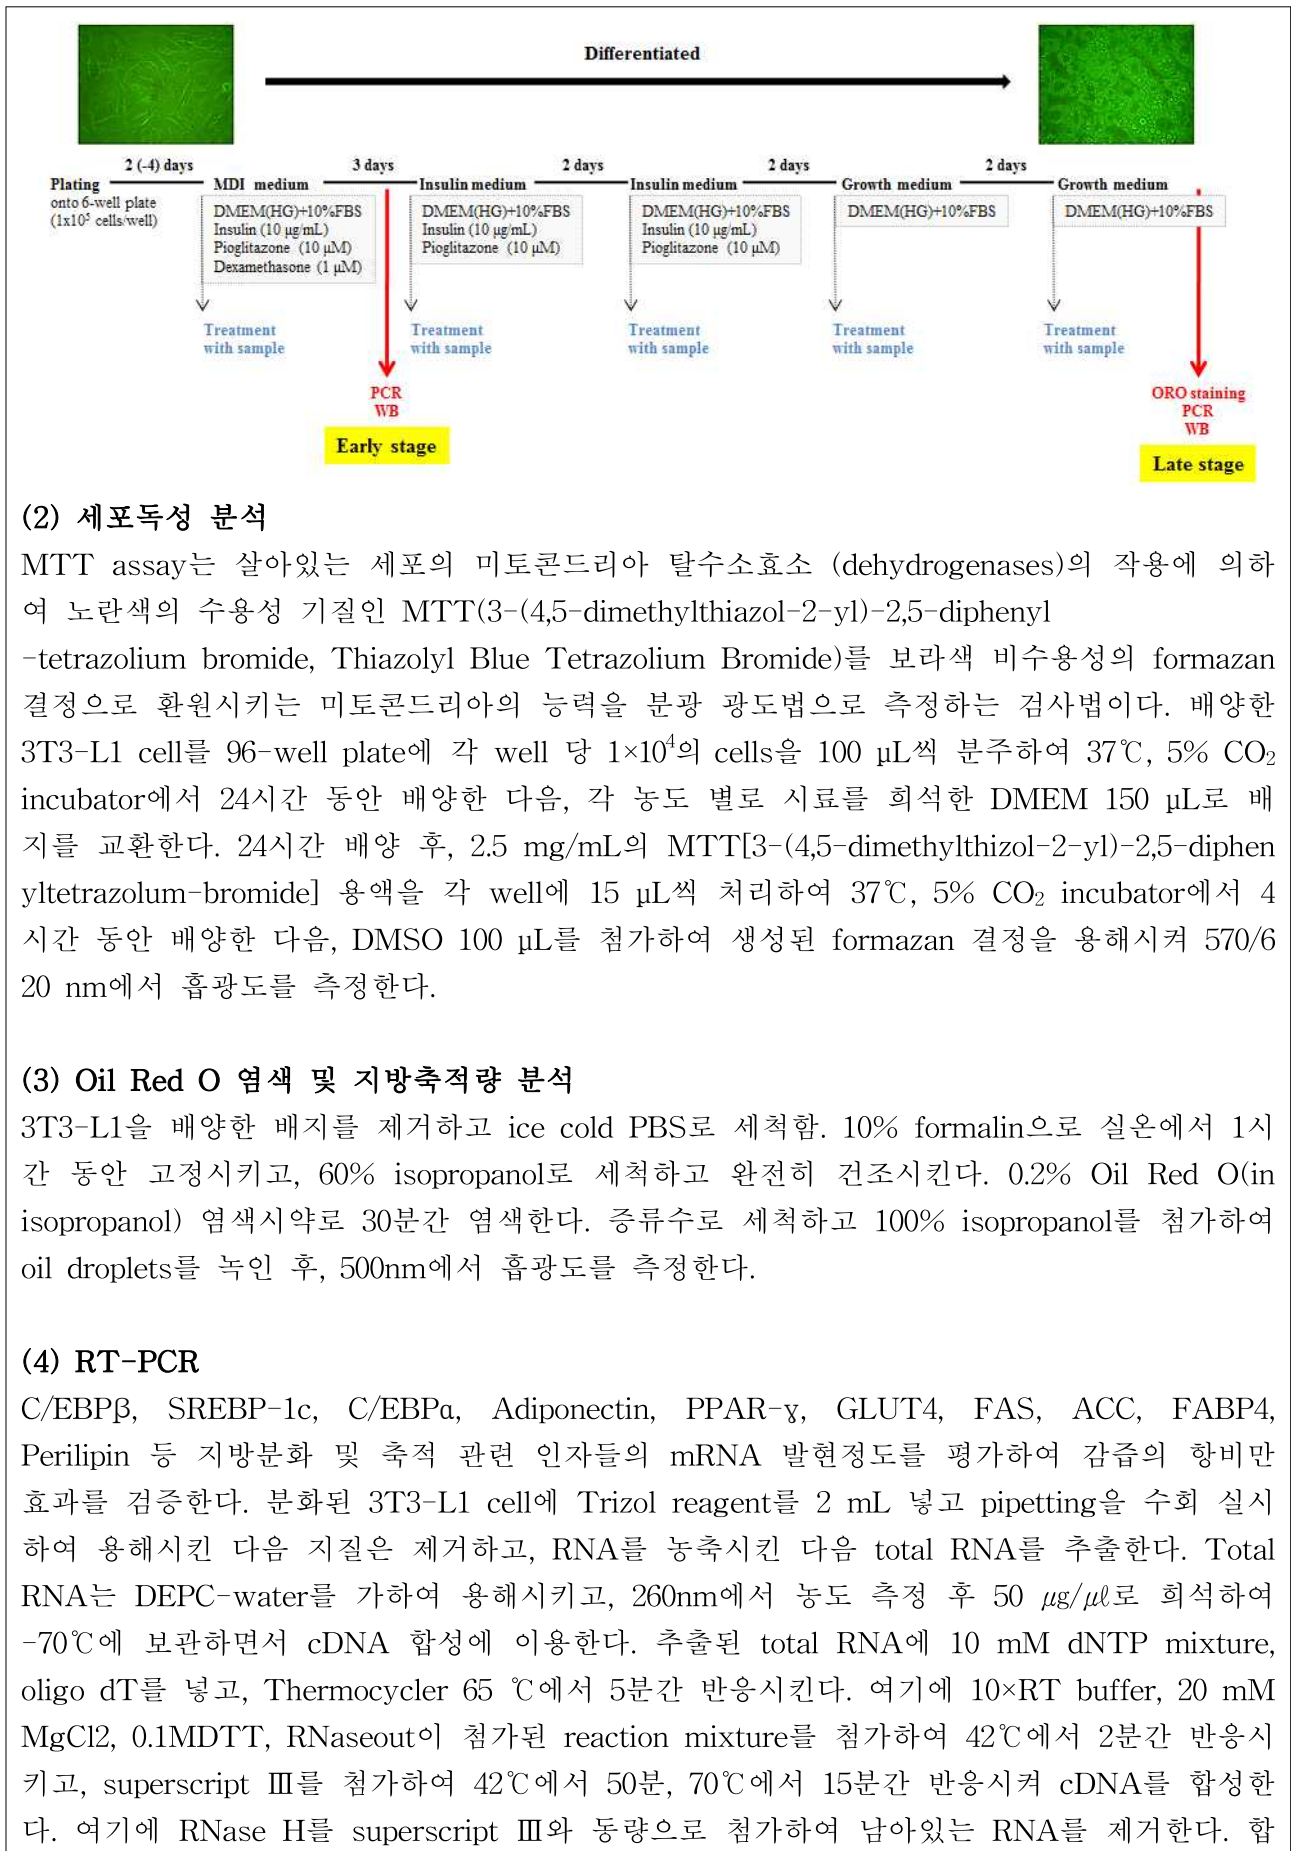 Differentiated
2 (-4) days
3 days
2 days
2 days
2 days
Plating
onto 6-well plate
(1x10⁵ cells/well)
MDI medium
DMEM(HG)+10%FBS
Insulin (10 μg/mL)
Pioglitazone (10 μM)
Dexamethasone (1 μM)
Insulin medium
DMEM(HG)+10%FBS
Insulin (10 μg/mL)
Pioglitazone (10 μM)
Insulin medium
DMEM(HG)+10%FBS
Insulin (10 μg/mL)
Pioglitazone (10 μM)
Growth medium
DMEM(HG)+10%FBS
Growth medium
DMEM(HG)+10%FBS
Treatment
with sample
Treatment
with sample
Treatment
with sample
Treatment
with sample
Treatment
with sample
PCR
WB
Early stage
ORO staining
PCR
WB
Late stage
(2) 세포독성 분석
MTT assay는 살아있는 세포의 미토콘드리아 탈수소효소 (dehydrogenases)의 작용에 의하
여 노란색의 수용성 기질인 MTT(3-(4,5-dimethylthiazol-2-yl)-2,5-diphenyl
-tetrazolium bromide, Thiazolyl Blue Tetrazolium Bromide)를 보라색 비수용성의 formazan
결정으로 환원시키는 미토콘드리아의 능력을 분광 광도법으로 측정하는 검사법이다. 배양한
3T3-L1 cell를 96-well plate에 각 well 당 1×10⁴의 cells을 100 μL씩 분주하여 37℃, 5% CO₂
incubator에서 24시간 동안 배양한 다음, 각 농도 별로 시료를 희석한 DMEM 150 μL로 배
지를 교환한다. 24시간 배양 후, 2.5 mg/mL의 MTT[3-(4,5-dimethylthizol-2-yl)-2,5-diphen
yltetrazolum-bromide] 용액을 각 well에 15 μL씩 처리하여 37℃, 5% CO₂ incubator에서 4
시간 동안 배양한 다음, DMSO 100 μL를 첨가하여 생성된 formazan 결정을 용해시켜 570/6
20 nm에서 흡광도를 측정한다.
(3) Oil Red O 염색 및 지방축적량 분석
3T3-L1을 배양한 배지를 제거하고 ice cold PBS로 세척함. 10% formalin으로 실온에서 1시
간 동안 고정시키고, 60% isopropanol로 세척하고 완전히 건조시킨다. 0.2% Oil Red O(in
isopropanol) 염색시약로 30분간 염색한다. 증류수로 세척하고 100% isopropanol를 첨가하여
oil droplets를 녹인 후, 500nm에서 흡광도를 측정한다.
(4) RT-PCR
C/EBPβ, SREBP-1c, C/EBPα, Adiponectin, PPAR-γ, GLUT4, FAS, ACC, FABP4,
Perilipin 등 지방분화 및 축적 관련 인자들의 mRNA 발현정도를 평가하여 감즙의 항비만
효과를 검증한다. 분화된 3T3-L1 cell에 Trizol reagent를 2 mL 넣고 pipetting을 수회 실시
하여 용해시킨 다음 지질은 제거하고, RNA를 농축시킨 다음 total RNA를 추출한다. Total
RNA는 DEPC-water를 가하여 용해시키고, 260nm에서 농도 측정 후 50 ㎍/㎕로 희석하여
-70℃에 보관하면서 cDNA 합성에 이용한다. 추출된 total RNA에 10 mM dNTP mixture,
oligo dT를 넣고, Thermocycler 65 ℃에서 5분간 반응시킨다. 여기에 10×RT buffer, 20 mM
MgCl2, 0.1MDTT, RNaseout이 첨가된 reaction mixture를 첨가하여 42℃에서 2분간 반응시
키고, superscript Ⅲ를 첨가하여 42℃에서 50분, 70℃에서 15분간 반응시켜 cDNA를 합성한
다. 여기에 RNase H를 superscript Ⅲ와 동량으로 첨가하여 남아있는 RNA를 제거한다. 합